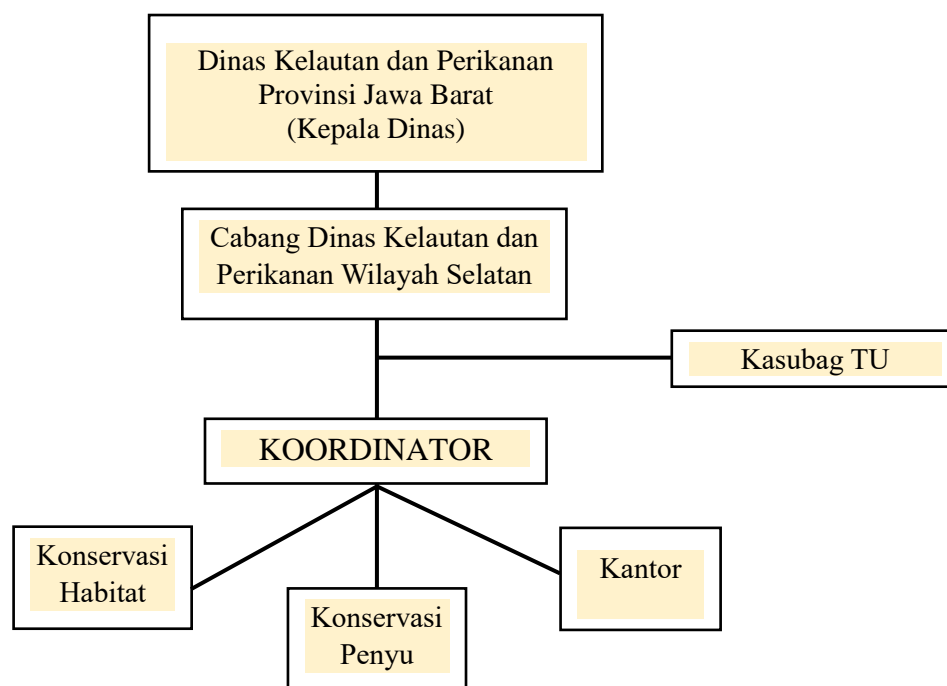 Dinas Kelautan dan Perikanan
Provinsi Jawa Barat
(Kepala Dinas)
Cabang Dinas Kelautan dan
Perikanan Wilayah Selatan
Kasubag TU
KOORDINATOR
Konservasi
Habitat
Konservasi
Penyu
Kantor